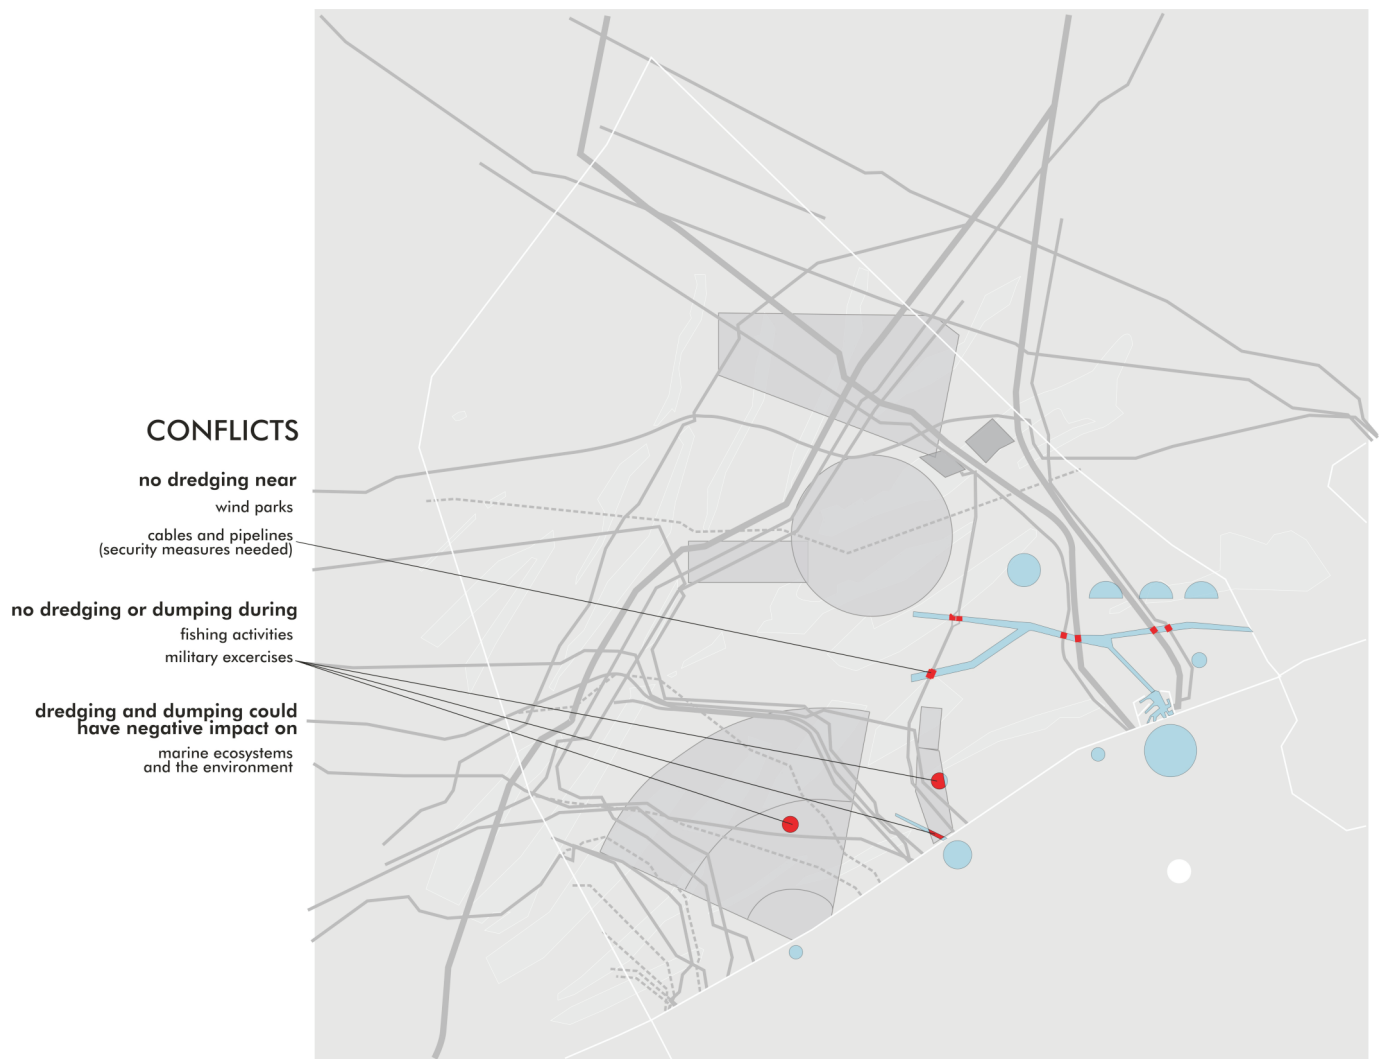 CONFLICTS
no dredging near
wind parks
cables and pipelines
(security measures needed)
no dredging or dumping during
fishing activities
military excercises
dredging and dumping could
have negative impact on
marine ecosystems
and the environment